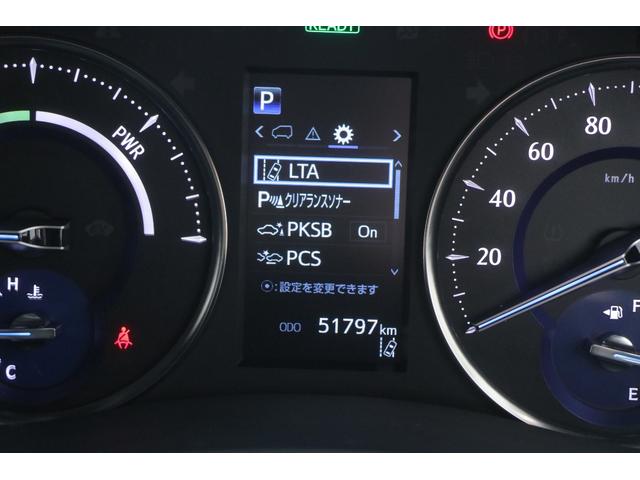 READY
P
PWR
< >
LTA
クリアランスソナー
PKSB On
PCS
:設定を変更できます
ODO 51797 km
H
C
20
40
60
80
km/h
F
E